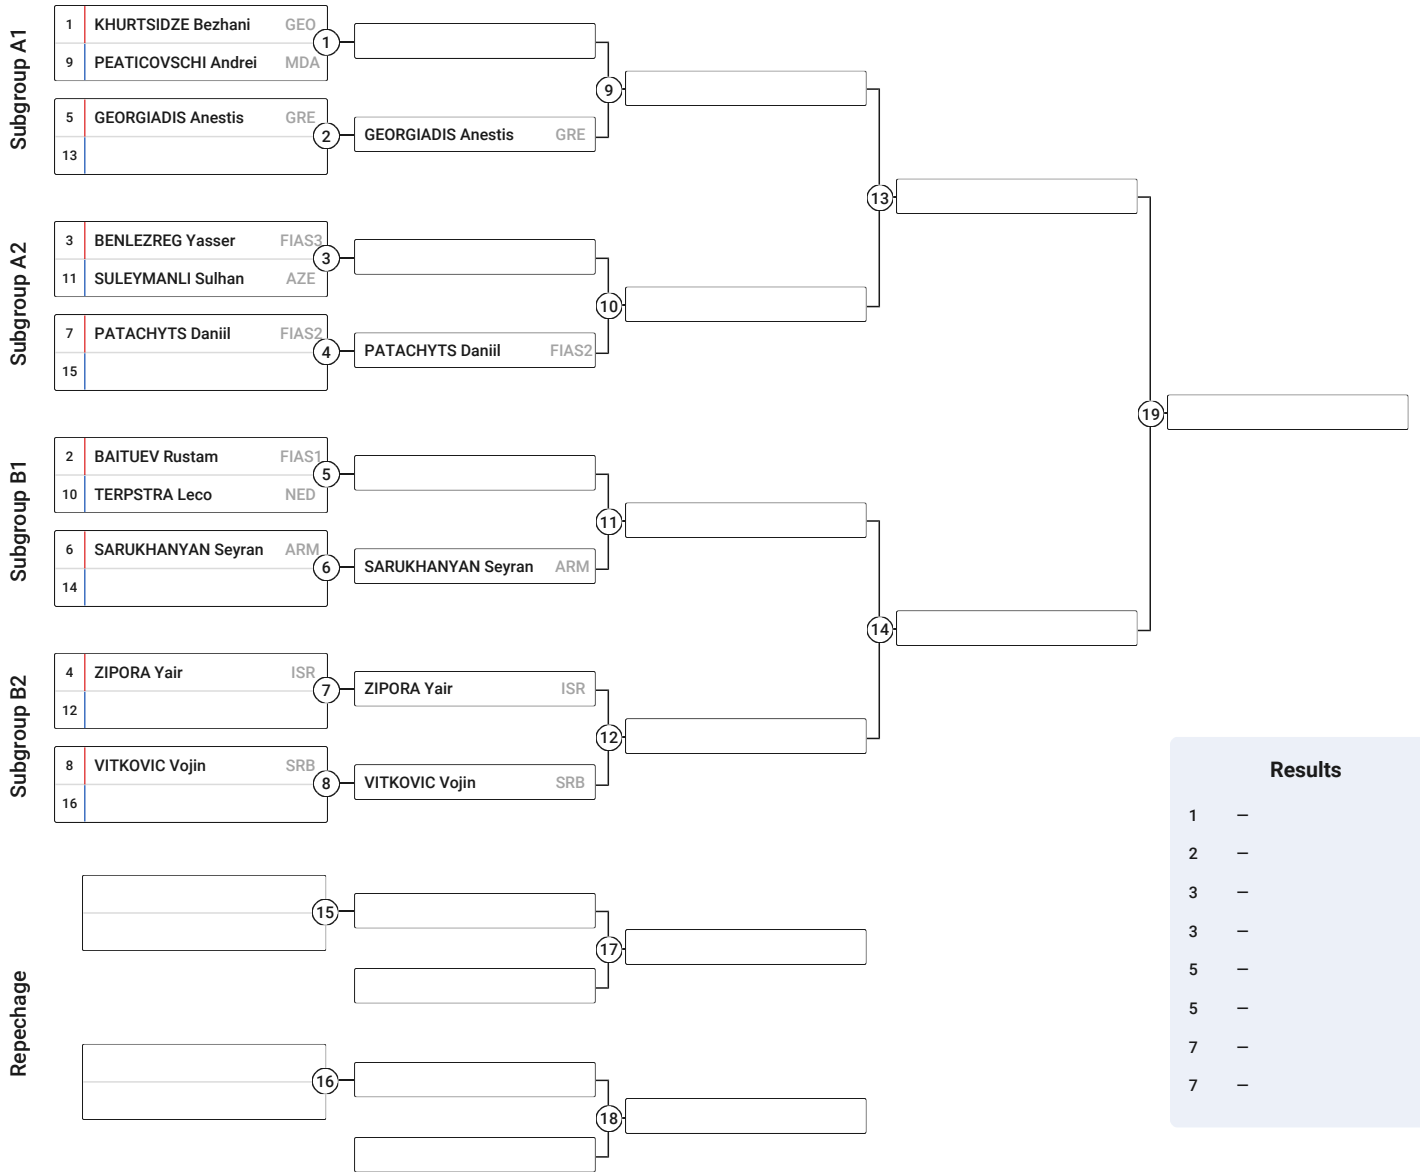 Subgroup A1
1 KHURTSIDZE Bezhani GEO
1
9 PEATICOVSCHI Andrei MDA
9
5 GEORGIADIS Anestis GRE
2
GEORGIADIS Anestis GRE
13
13
Subgroup A2
3 BENLEZREG Yasser FIAS3
3
11 SULEYMANLI Sulhan AZE
10
7 PATACHYTS Daniil FIAS2
4
PATACHYTS Daniil FIAS2
15
19
Subgroup B1
2 BAITUEV Rustam FIAS1
5
10 TERPSTRA Leco NED
11
6 SARUKHANYAN Seyran ARM
6
SARUKHANYAN Seyran ARM
14
14
Subgroup B2
4 ZIPORA Yair ISR
7
ZIPORA Yair ISR
12
12
8 VITKOVIC Vojin SRB
8
VITKOVIC Vojin SRB
16
Repechage
15
17
16
18
Results
1 –
2 –
3 –
3 –
5 –
5 –
7 –
7 –